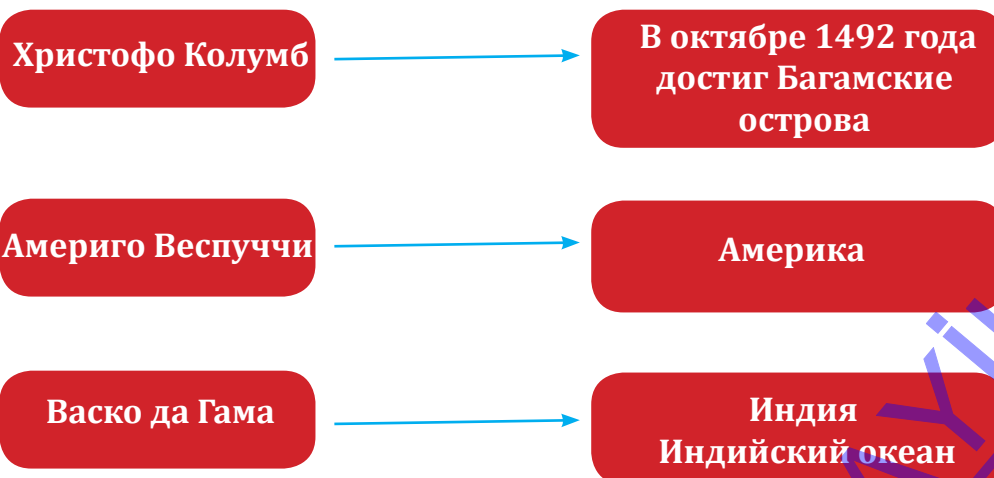 Христофо Колумб
В октябре 1492 года
достиг Багамские
острова
Америго Веспуччи
Америка
Васко да Гама
Индия
Индийский океан